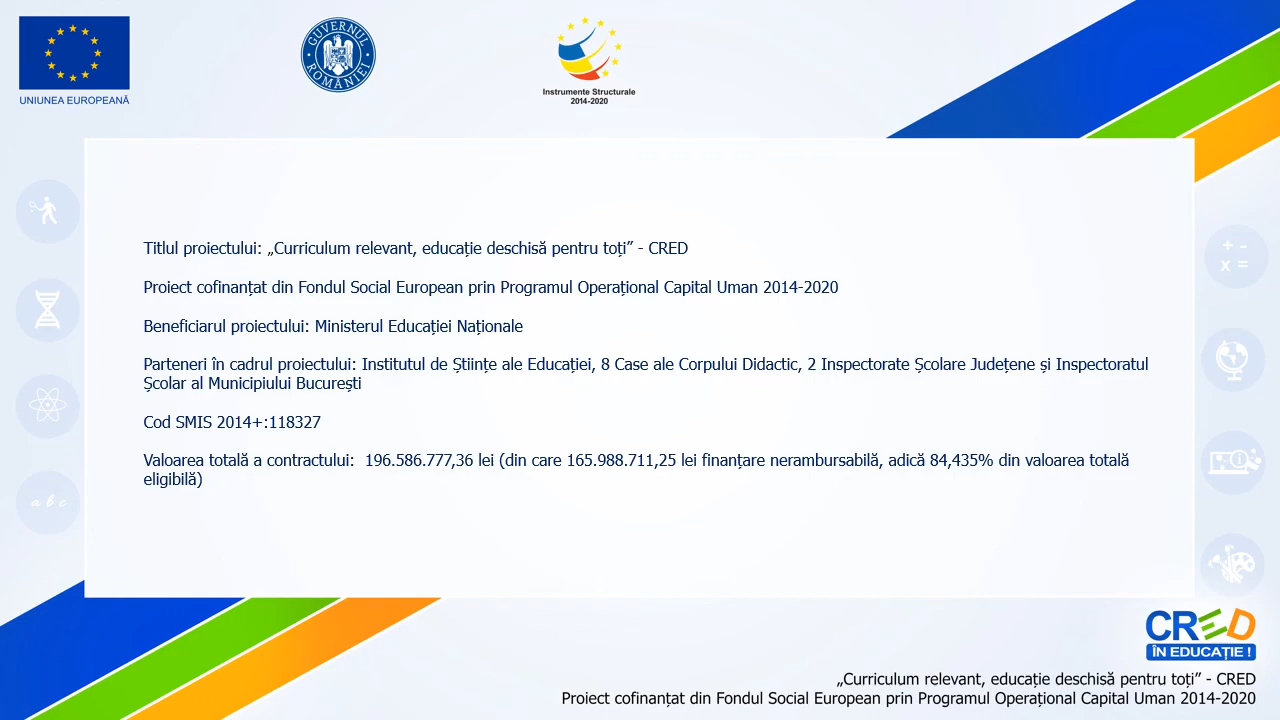 UNIUNEA EUROPEANĂ
GUVERNUL ROMÂNIEI
Instrumente Structurale
2014-2020
Titlul proiectului: „Curriculum relevant, educație deschisă pentru toți” - CRED
Proiect cofinanțat din Fondul Social European prin Programul Operațional Capital Uman 2014-2020
Beneficiarul proiectului: Ministerul Educației Naționale
Parteneri în cadrul proiectului: Institutul de Științe ale Educației, 8 Case ale Corpului Didactic, 2 Inspectorate Școlare Județene și Inspectoratul
Școlar al Municipiului București
Cod SMIS 2014+:118327
Valoarea totală a contractului:  196.586.777,36 lei (din care 165.988.711,25 lei finanțare nerambursabilă, adică 84,435% din valoarea totală
eligibilă)
+ -
x =
a b c
CRED
ÎN EDUCAȚIE !
„Curriculum relevant, educație deschisă pentru toți” - CRED
Proiect cofinanțat din Fondul Social European prin Programul Operațional Capital Uman 2014-2020